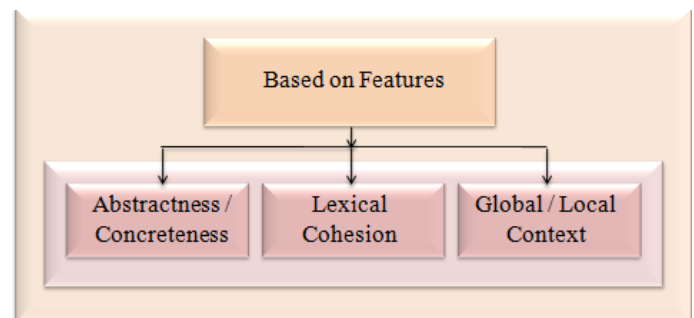 Based on Features
Abstractness /
Concreteness
Lexical
Cohesion
Global / Local
Context